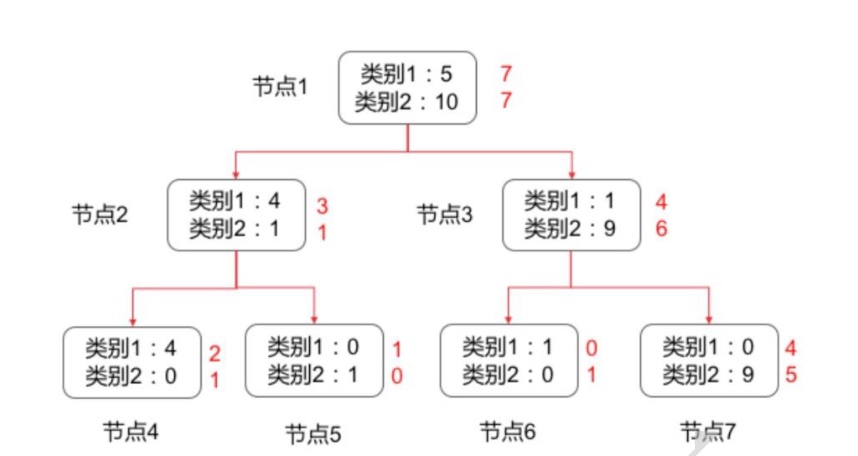 节点1
类别1：5 7
类别2：10 7
节点2
类别1：4 3
类别2：1 1
节点3
类别1：1 4
类别2：9 6
类别1：4 2
类别2：0 1
类别1：0 1
类别2：1 0
类别1：1 0
类别2：0 1
类别1：0 4
类别2：9 5
节点4
节点5
节点6
节点7